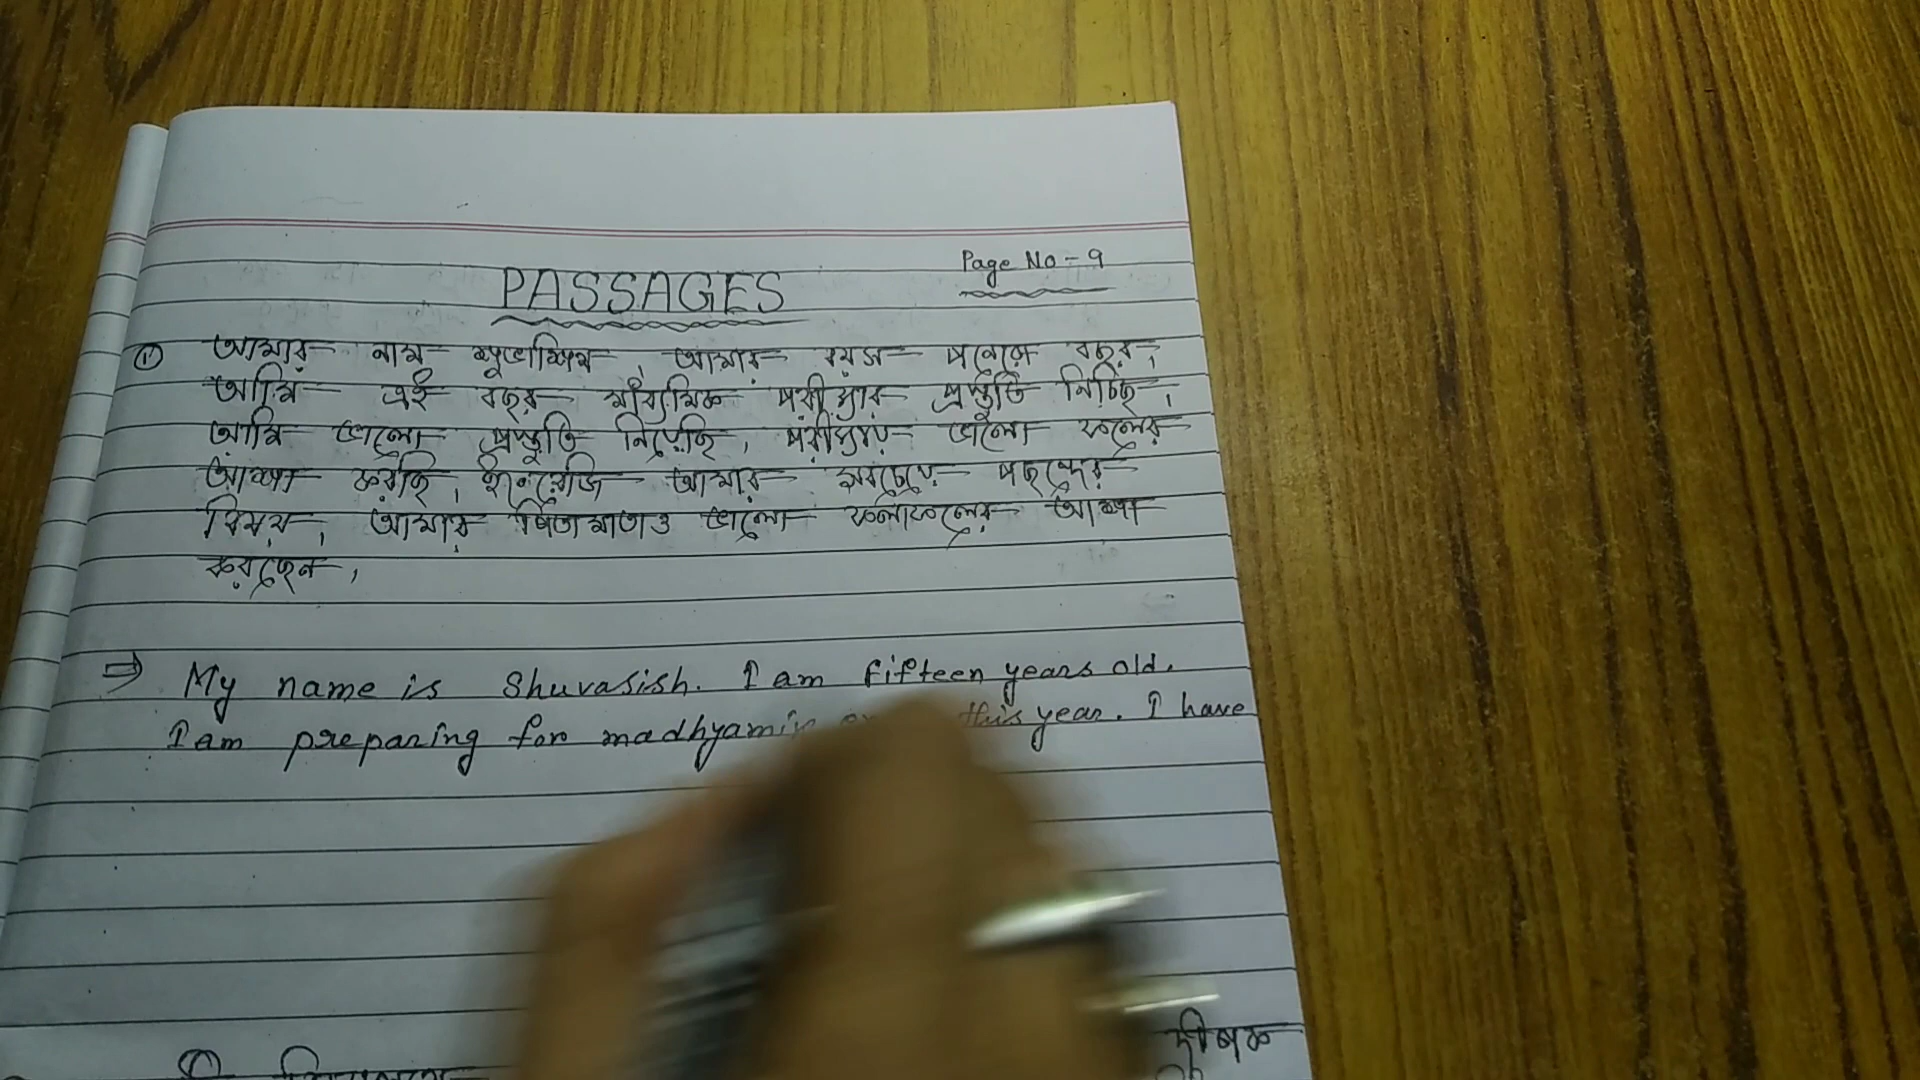 PASSAGES
Page No - 9
① আমার নাম শুভাশিষ, আমার বয়স পনেরো বছর,
আমি এই বছর মাধ্যমিক পরীক্ষার প্রস্তুতি নিচ্ছি,
আমি ভালো প্রস্তুতি নিয়েছি, পরীক্ষায় ভালো ফলের
আশা করছি, ইংরেজি আমার সবচেয়ে পছন্দের
বিষয়, আমার পিতামাতাও ভালো ফলাফলের আশা
করছেন,
⇒ My name is Shuvasish. I am fifteen years old.
I am preparing for this year. I have